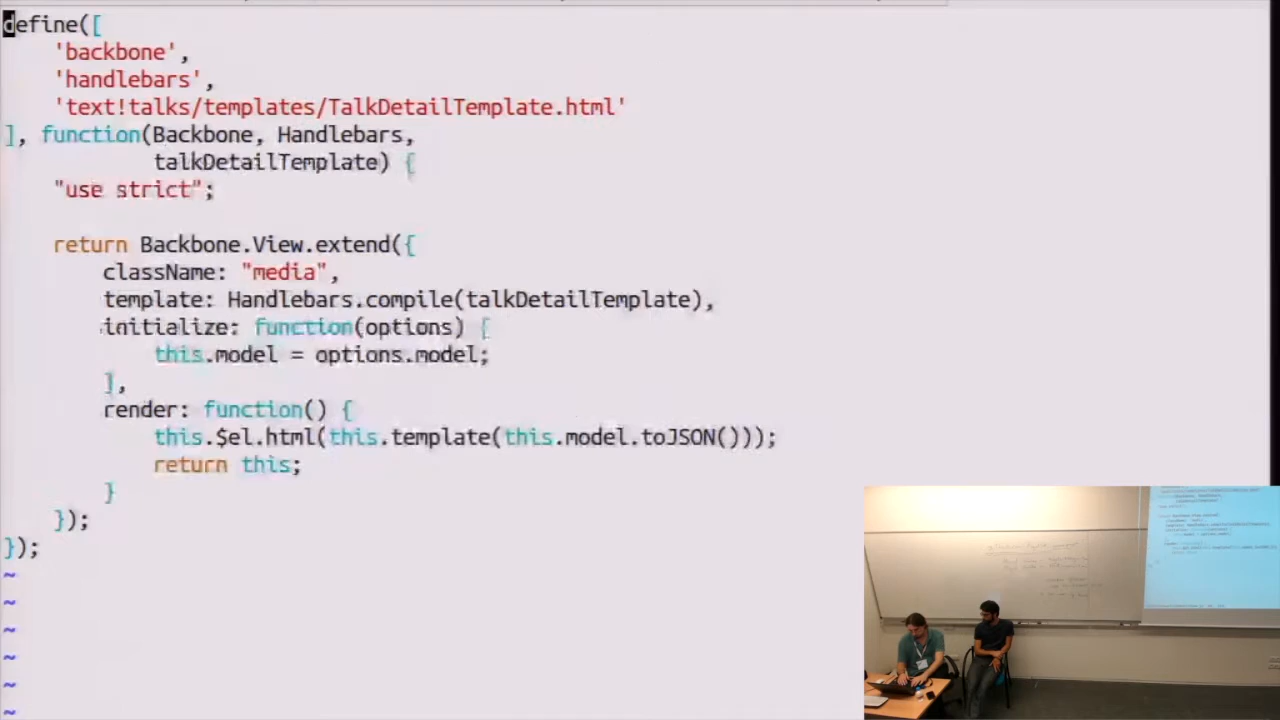 define([
    'backbone',
    'handlebars',
    'text!talks/templates/TalkDetailTemplate.html'
], function(Backbone, Handlebars,
            talkDetailTemplate) {
    "use strict";
    return Backbone.View.extend({
        className: "media",
        template: Handlebars.compile(talkDetailTemplate),
        initialize: function(options) {
            this.model = options.model;
        },
        render: function() {
            this.$el.html(this.template(this.model.toJSON()));
            return this;
        }
    });
});
~
~
~
~
~
~